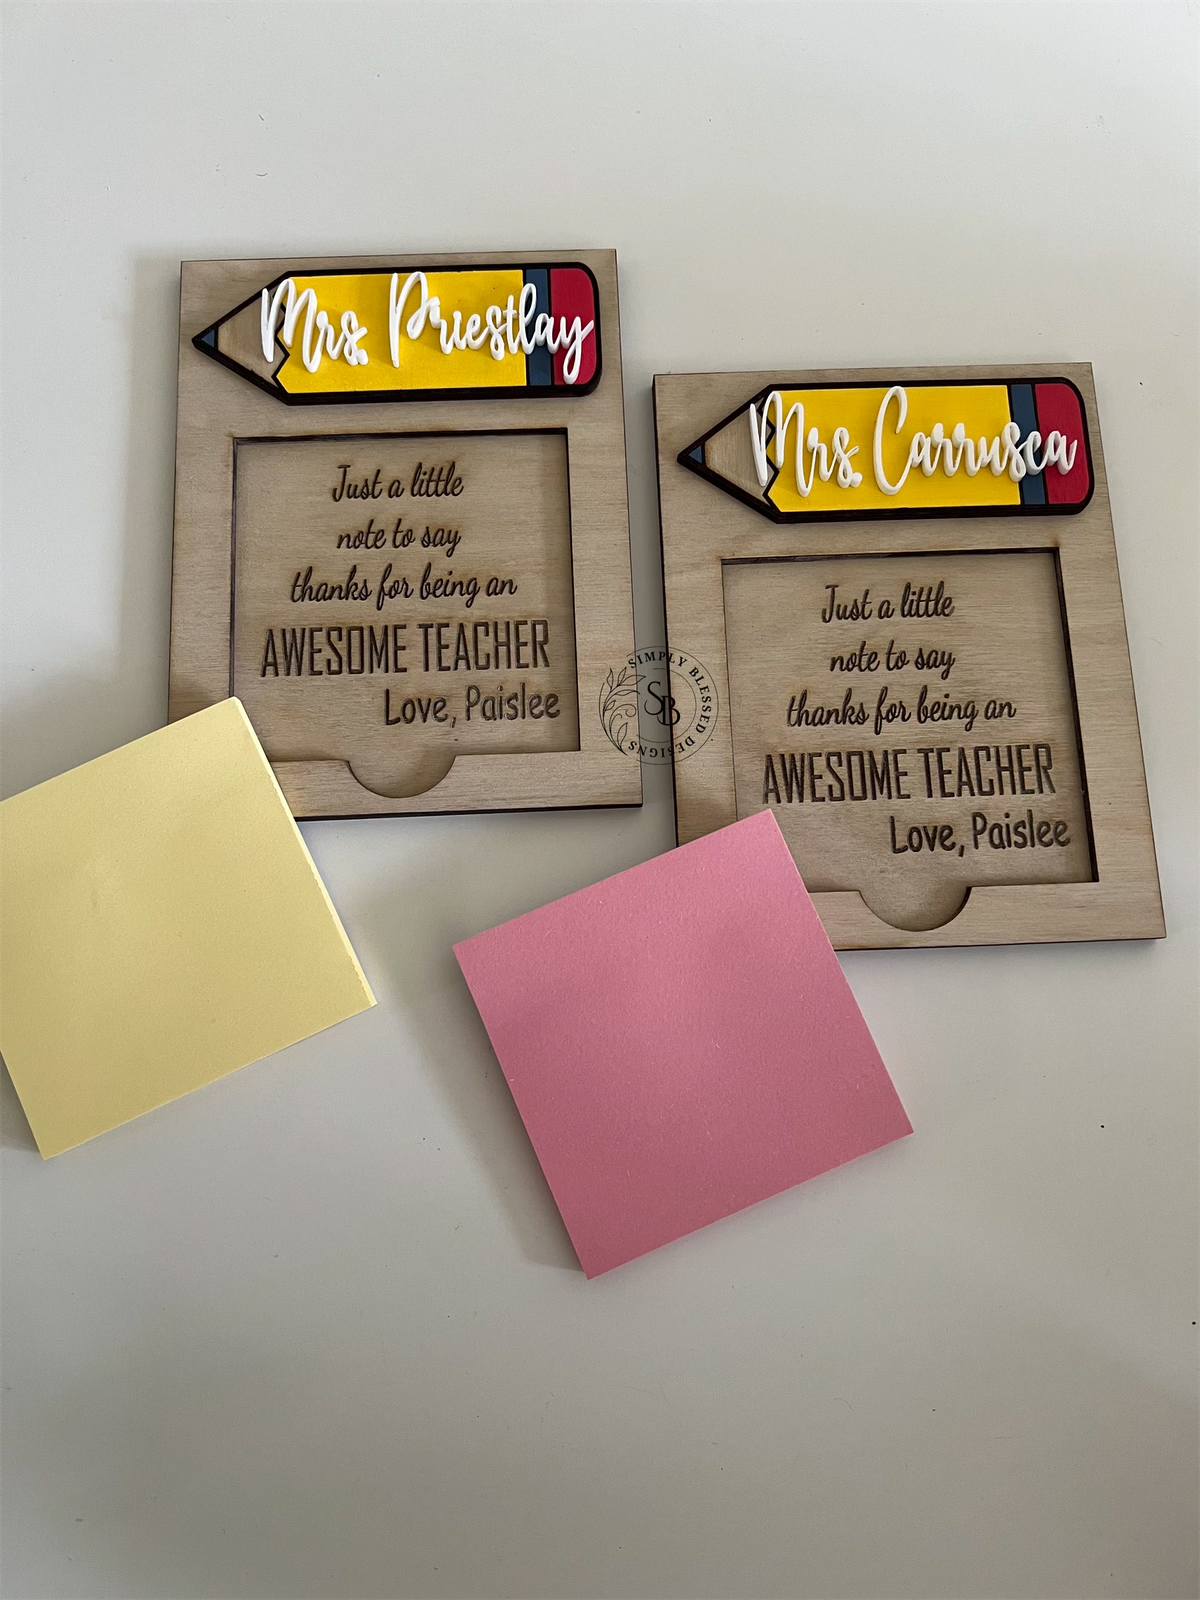 Mrs. Priestlay
Just a little
note to say
thanks for being an
AWESOME TEACHER
Love, Paislee
Mrs. Carrusca
Just a little
note to say
thanks for being an
AWESOME TEACHER
Love, Paislee
SIMPLY BLESSED DESIGNS
SB